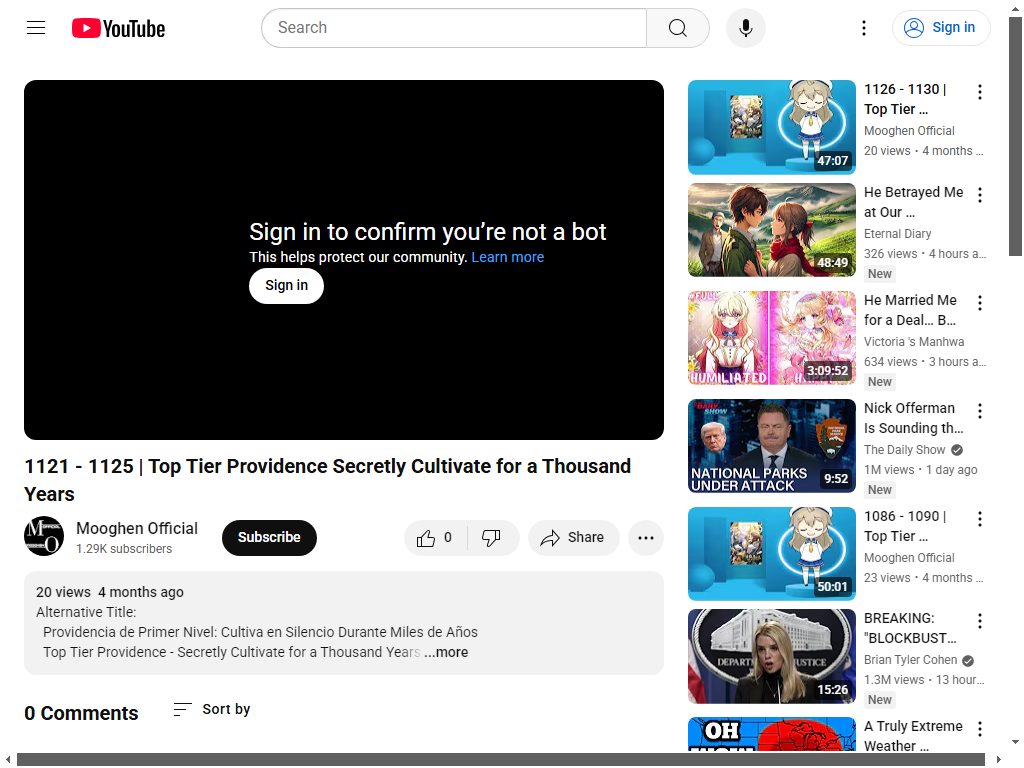 YouTube
Search
Sign in
Sign in to confirm you're not a bot
This helps protect our community. Learn more
Sign in
1121 - 1125 | Top Tier Providence Secretly Cultivate for a Thousand
Years
Mooghen Official
1.29K subscribers
Subscribe
0
Share
20 views 4 months ago
Alternative Title:
Providencia de Primer Nivel: Cultiva en Silencio Durante Miles de Años
Top Tier Providence - Secretly Cultivate for a Thousand Years ...more
0 Comments
Sort by
47:07
1126 - 1130 |
Top Tier ...
Mooghen Official
20 views • 4 months ...
48:49
He Betrayed Me
at Our ...
Eternal Diary
326 views • 4 hours a...
New
#FULL
HUMILIATED
3:09:52
He Married Me
for a Deal... B...
Victoria 's Manhwa
634 views • 3 hours a...
New
DAILY
SHOW
NATIONAL PARKS
UNDER ATTACK
9:52
Nick Offerman
Is Sounding th...
The Daily Show
1M views • 1 day ago
New
50:01
1086 - 1090 |
Top Tier ...
Mooghen Official
23 views • 4 months ...
15:26
BREAKING:
"BLOCKBUST...
Brian Tyler Cohen
1.3M views • 13 hour...
New
OH
A Truly Extreme
Weather ...